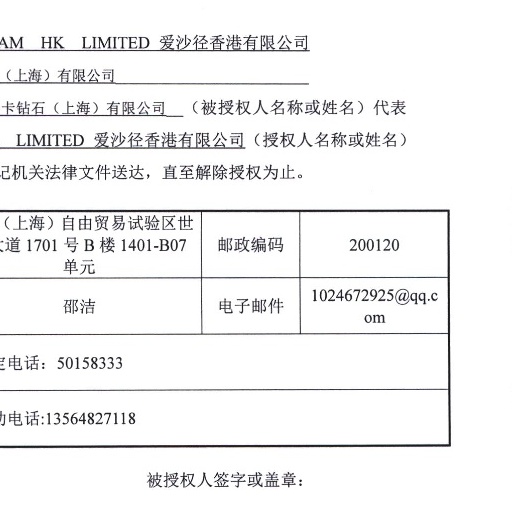 AM HK LIMITED 爱沙径香港有限公司
（上海）有限公司
卡钻石（上海）有限公司 （被授权人名称或姓名）代表
LIMITED 爱沙径香港有限公司（授权人名称或姓名）
记机关法律文件送达，直至解除授权为止。
（上海）自由贸易试验区世
大道 1701 号 B 楼 1401-B07
单元
邮政编码
200120
邵洁
电子邮件
1024672925@qq.c
om
定电话：50158333
动电话:13564827118
被授权人签字或盖章：